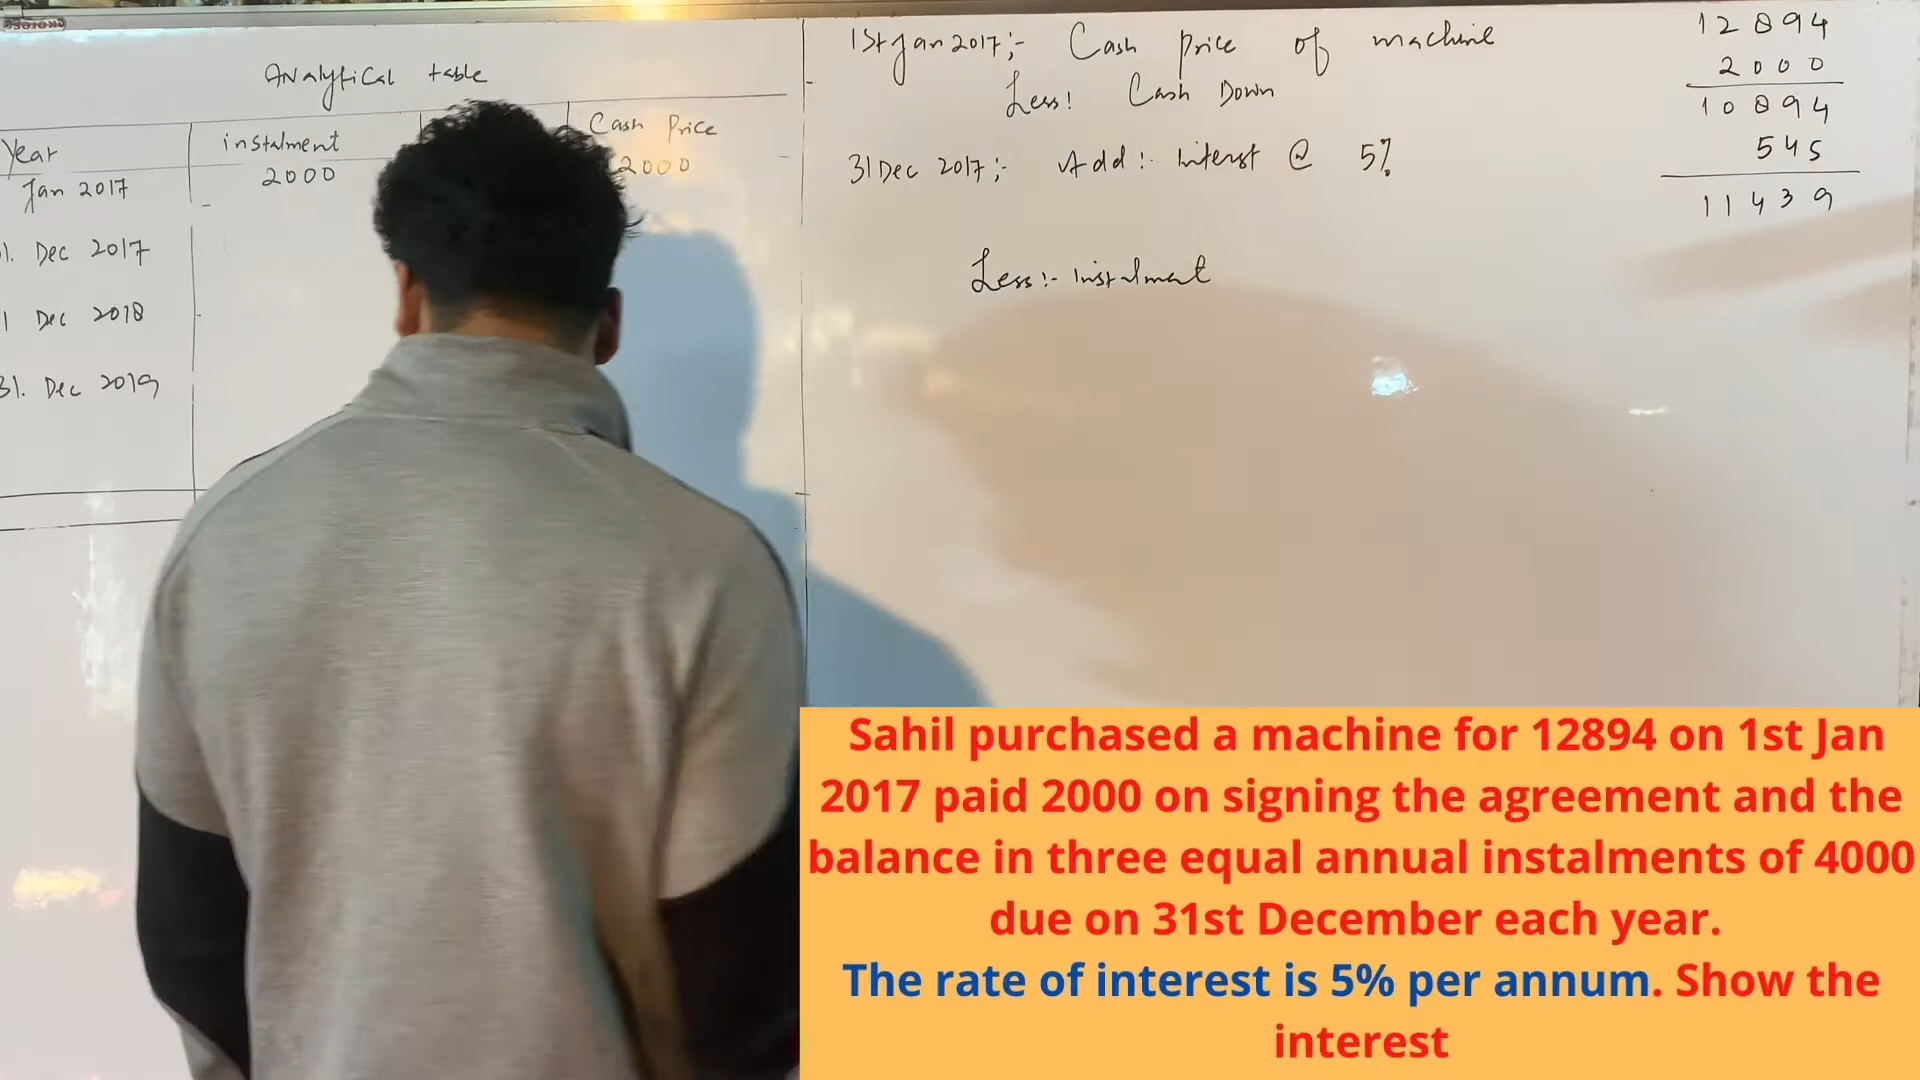 Analytical table
Year
instalment
Cash Price
Jan 2017
2000
2000
1. Dec 2017
1 Dec 2018
31. Dec 2019
1st Jan 2017;- Cash Price of machine 12894
Less! Cash Down 2000
10894
31 Dec 2017;- Add:- Interst @ 5% 545
11439
Less:- Instalment
Sahil purchased a machine for 12894 on 1st Jan
2017 paid 2000 on signing the agreement and the
balance in three equal annual instalments of 4000
due on 31st December each year.
The rate of interest is 5% per annum. Show the
interest